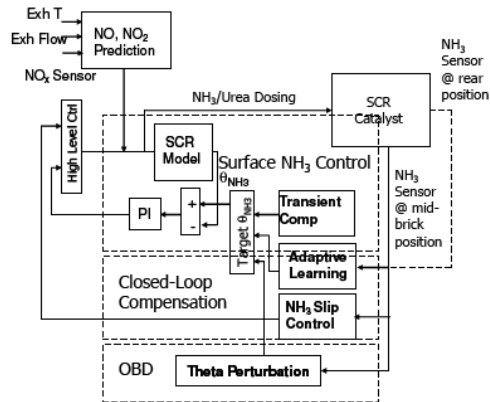 Exh T
Exh Flow
NOx Sensor
NO, NO2
Prediction
NH3
Sensor
@ rear
position
NH3/Urea Dosing
SCR
Catalyst
High Level Ctrl
SCR
Model
Surface NH3 Control
θNH3
NH3
Sensor
@ mid-
brick
position
PI
+
-
Target θNH3
Transient
Comp
Adaptive
Learning
Closed-Loop
Compensation
NH3 Slip
Control
OBD
Theta Perturbation